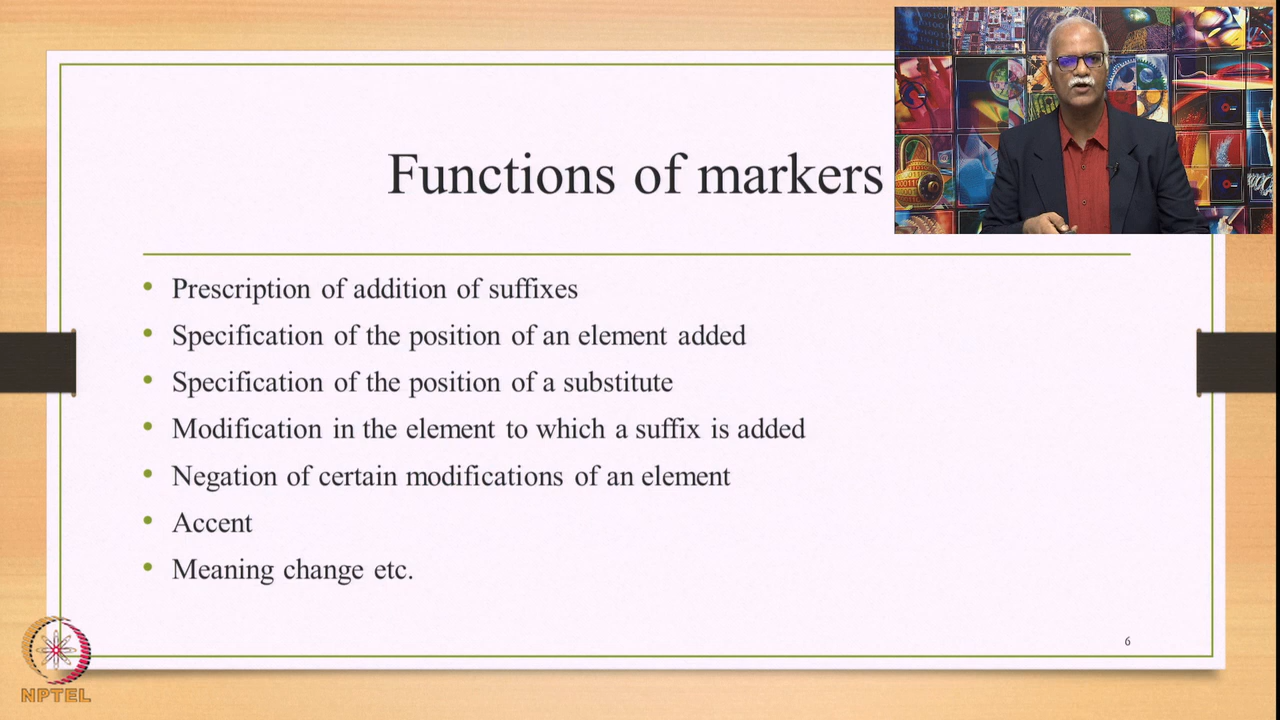 Functions of markers
• Prescription of addition of suffixes
• Specification of the position of an element added
• Specification of the position of a substitute
• Modification in the element to which a suffix is added
• Negation of certain modifications of an element
• Accent
• Meaning change etc.
6
NPTEL